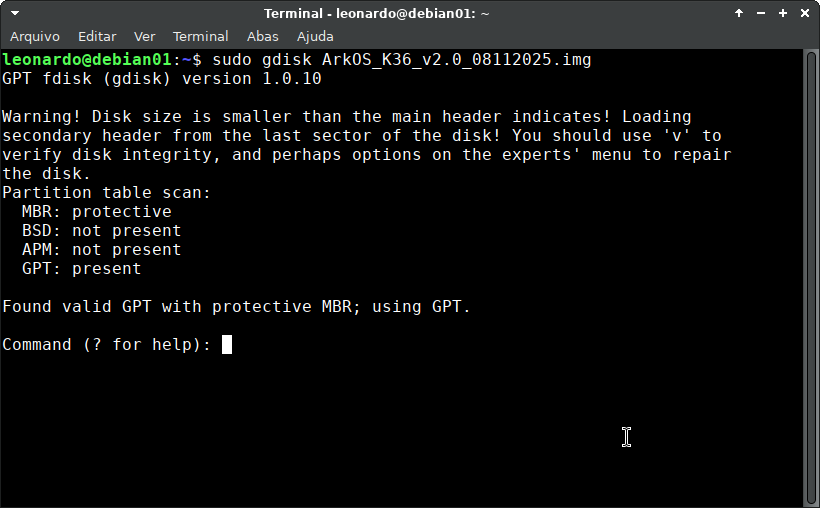 Terminal - leonardo@debian01: ~
Arquivo Editar Ver Terminal Abas Ajuda
leonardo@debian01:~$ sudo gdisk ArkOS_K36_v2.0_08112025.img
GPT fdisk (gdisk) version 1.0.10
Warning! Disk size is smaller than the main header indicates! Loading
secondary header from the last sector of the disk! You should use 'v' to
verify disk integrity, and perhaps options on the experts' menu to repair
the disk.
Partition table scan:
  MBR: protective
  BSD: not present
  APM: not present
  GPT: present
Found valid GPT with protective MBR; using GPT.
Command (? for help):